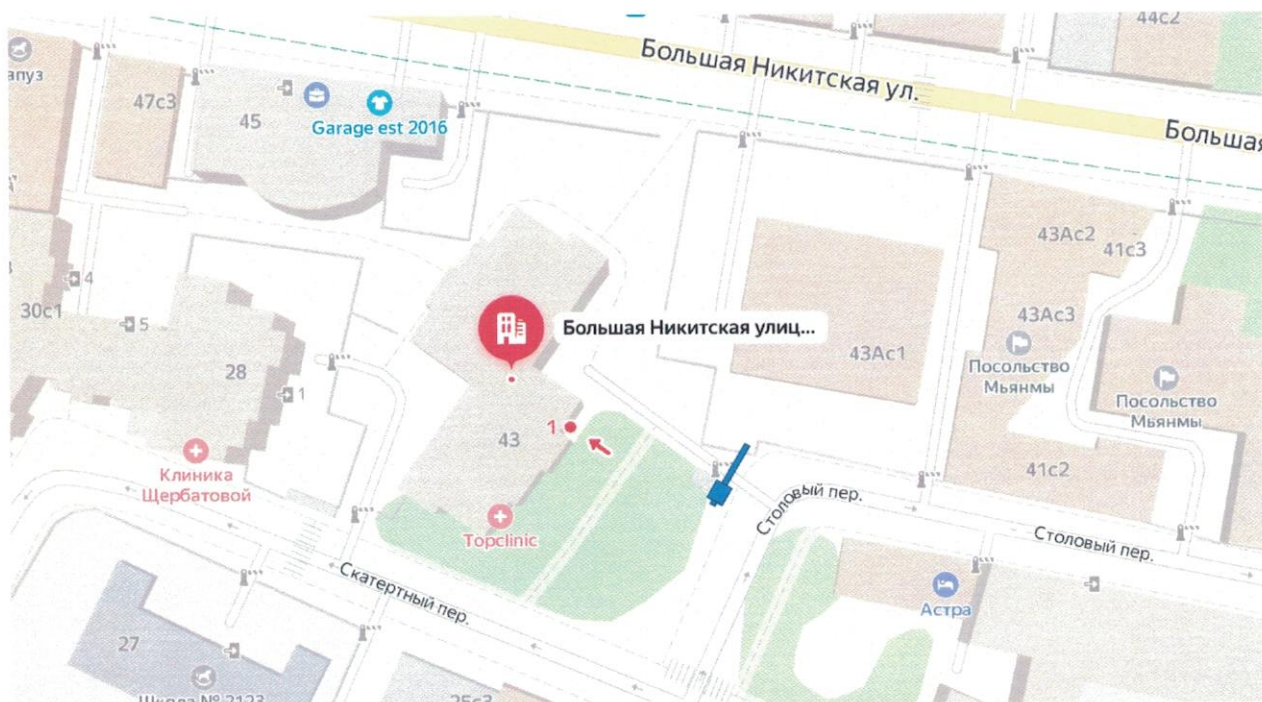 44с2
Большая Никитская ул.
апуз
47с3
45
Garage est 2016
Большая
43Ас2
41с3
4
30с1
5
28
1
Большая Никитская улиц...
43Ас1
43Ас3
Посольство
Мьянмы
Посольство
Мьянмы
1
43
Клиника
Щербатовой
Topclinic
41с2
Столовый пер.
Столовый пер.
Скатертный пер.
Астра
27
Школа № 2123
25с3